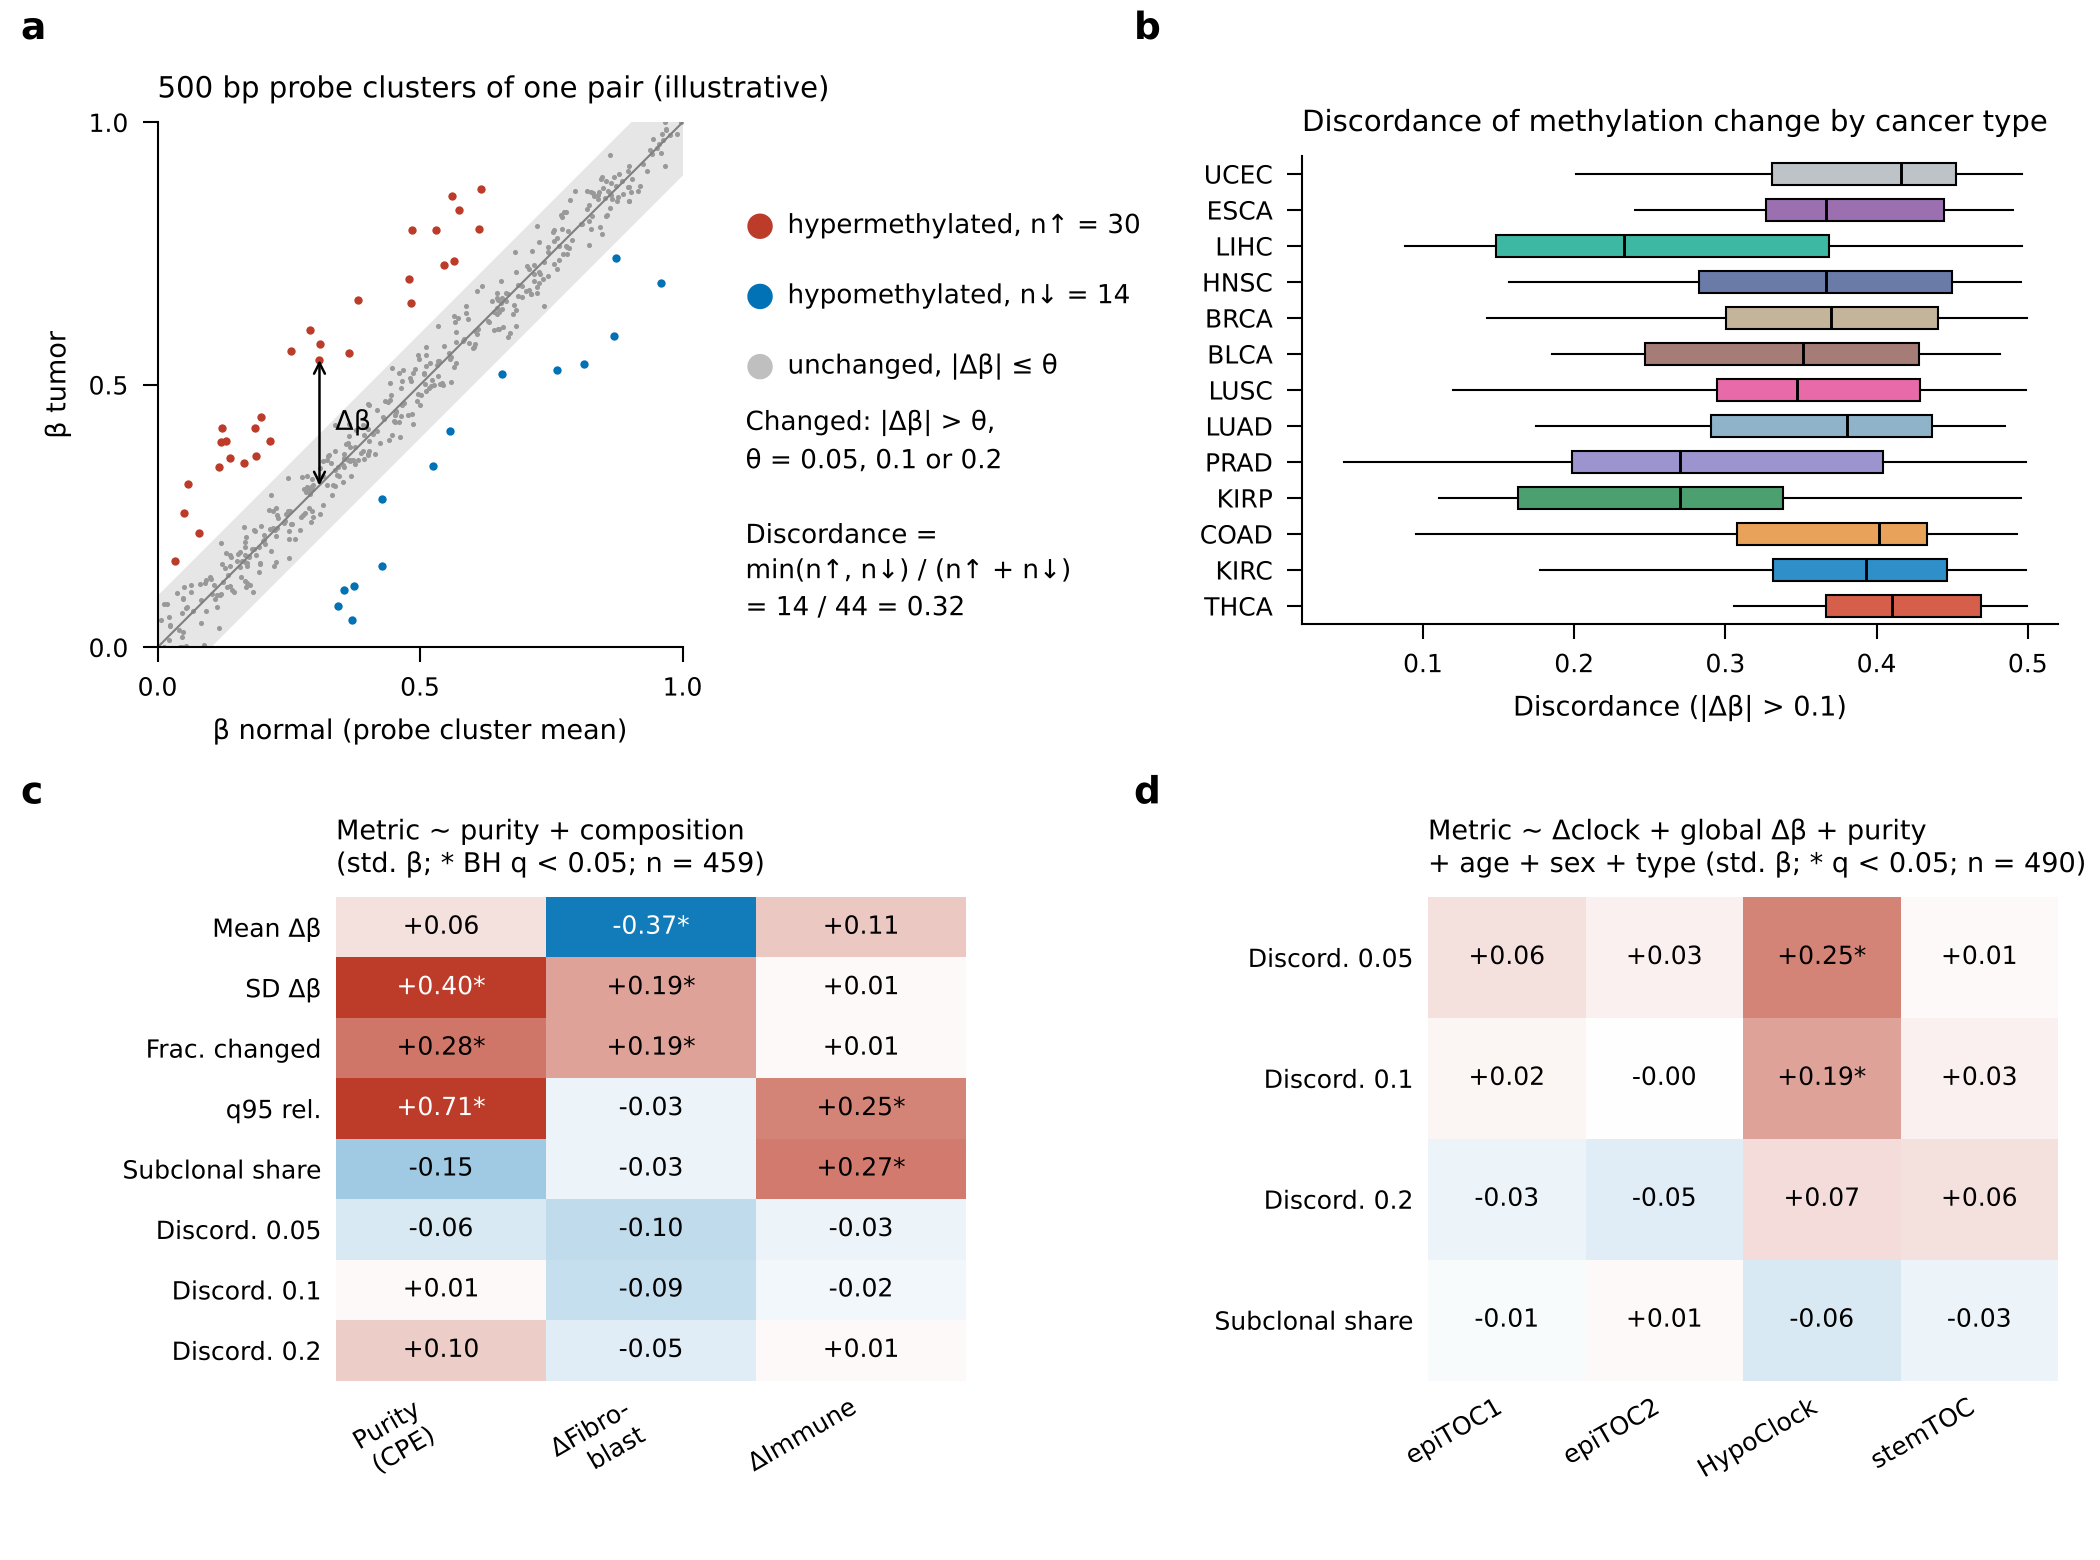 a
500 bp probe clusters of one pair (illustrative)
1.0
0.5
0.0
β tumor
Δβ
0.0
0.5
1.0
β normal (probe cluster mean)
hypermethylated, n↑ = 30
hypomethylated, n↓ = 14
unchanged, |Δβ| ≤ θ
Changed: |Δβ| > θ,
θ = 0.05, 0.1 or 0.2
Discordance =
min(n↑, n↓) / (n↑ + n↓)
= 14 / 44 = 0.32
b
Discordance of methylation change by cancer type
UCEC
ESCA
LIHC
HNSC
BRCA
BLCA
LUSC
LUAD
PRAD
KIRP
COAD
KIRC
THCA
0.1
0.2
0.3
0.4
0.5
Discordance (|Δβ| > 0.1)
c
Metric ~ purity + composition
(std. β; * BH q < 0.05; n = 459)
Mean Δβ +0.06 -0.37* +0.11
SD Δβ +0.40* +0.19* +0.01
Frac. changed +0.28* +0.19* +0.01
q95 rel. +0.71* -0.03 +0.25*
Subclonal share -0.15 -0.03 +0.27*
Discord. 0.05 -0.06 -0.10 -0.03
Discord. 0.1 +0.01 -0.09 -0.02
Discord. 0.2 +0.10 -0.05 +0.01
Purity
(CPE)
ΔFibro-
blast
ΔImmune
d
Metric ~ Δclock + global Δβ + purity
+ age + sex + type (std. β; * q < 0.05; n = 490)
Discord. 0.05 +0.06 +0.03 +0.25* +0.01
Discord. 0.1 +0.02 -0.00 +0.19* +0.03
Discord. 0.2 -0.03 -0.05 +0.07 +0.06
Subclonal share -0.01 +0.01 -0.06 -0.03
epiTOC1
epiTOC2
HypoClock
stemTOC